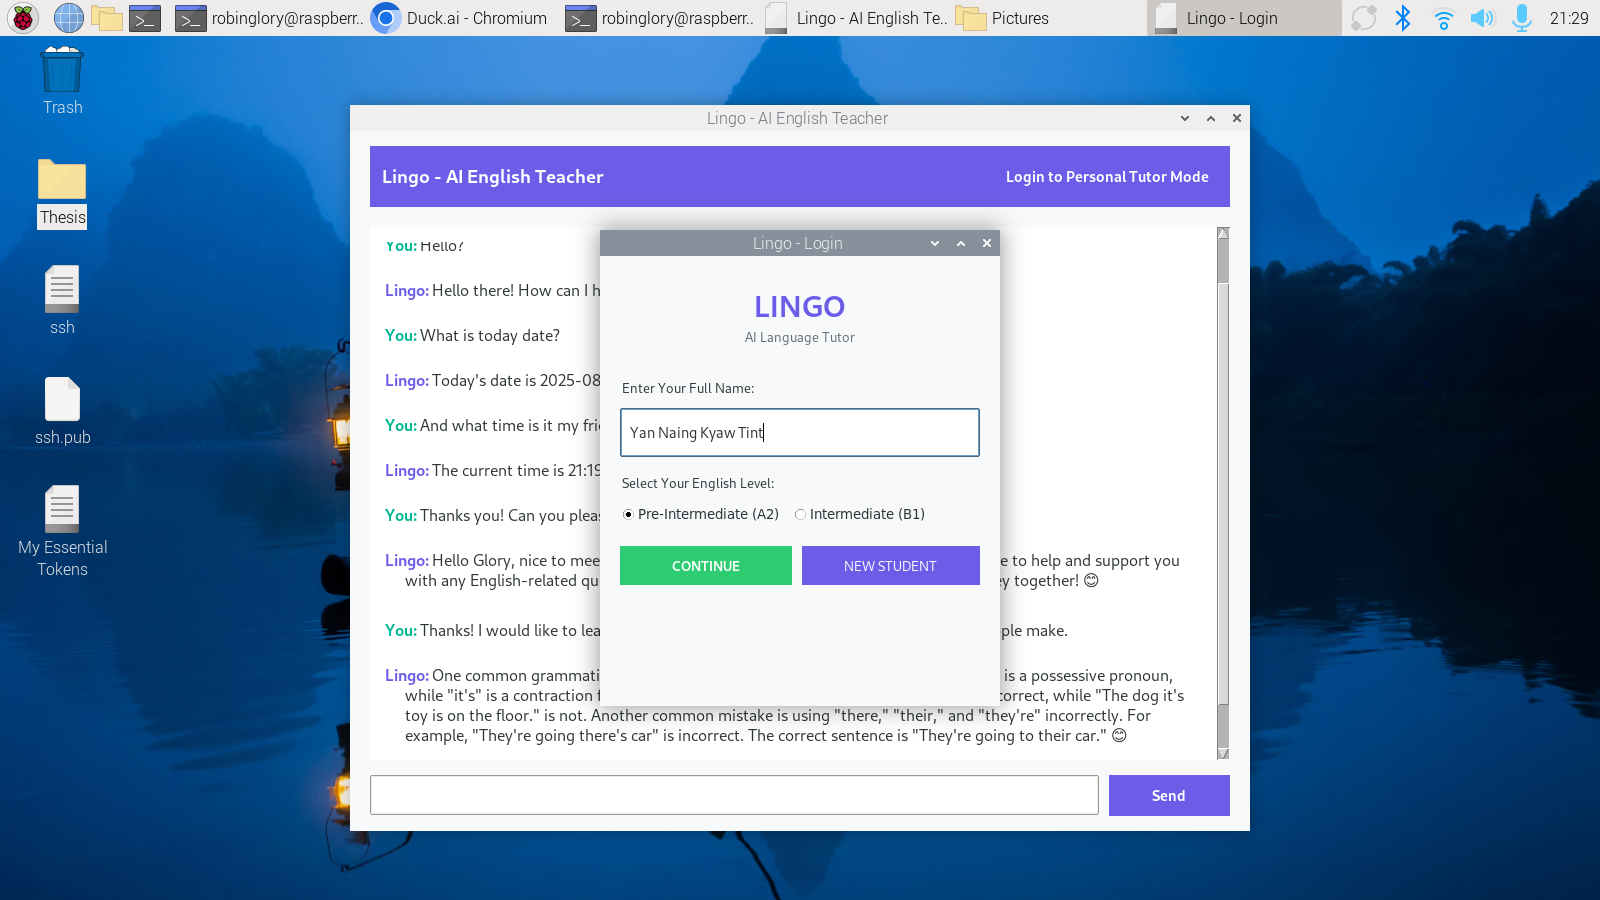 robinglory@raspberr..
Duck.ai - Chromium
robinglory@raspberr..
Lingo - AI English Te..
Pictures
Lingo - Login
21:29
Trash
Thesis
ssh
ssh.pub
My Essential
Tokens
Lingo - AI English Teacher
Lingo - AI English Teacher
Login to Personal Tutor Mode
You: Hello?
Lingo: Hello there! How can I h
You: What is today date?
Lingo: Today's date is 2025-08
You: And what time is it my frie
Lingo: The current time is 21:19
You: Thanks you! Can you pleas
Lingo: Hello Glory, nice to mee
e to help and support you
with any English-related qu
ey together! 😊
You: Thanks! I would like to lea
ple make.
Lingo: One common grammati
is a possessive pronoun,
while "it's" is a contraction f
correct, while "The dog it's
toy is on the floor." is not. Another common mistake is using "there," "their," and "they're" incorrectly. For
example, "They're going there's car" is incorrect. The correct sentence is "They're going to their car." 😊
Send
Lingo - Login
LINGO
AI Language Tutor
Enter Your Full Name:
Yan Naing Kyaw Tint
Select Your English Level:
Pre-Intermediate (A2)
Intermediate (B1)
CONTINUE
NEW STUDENT